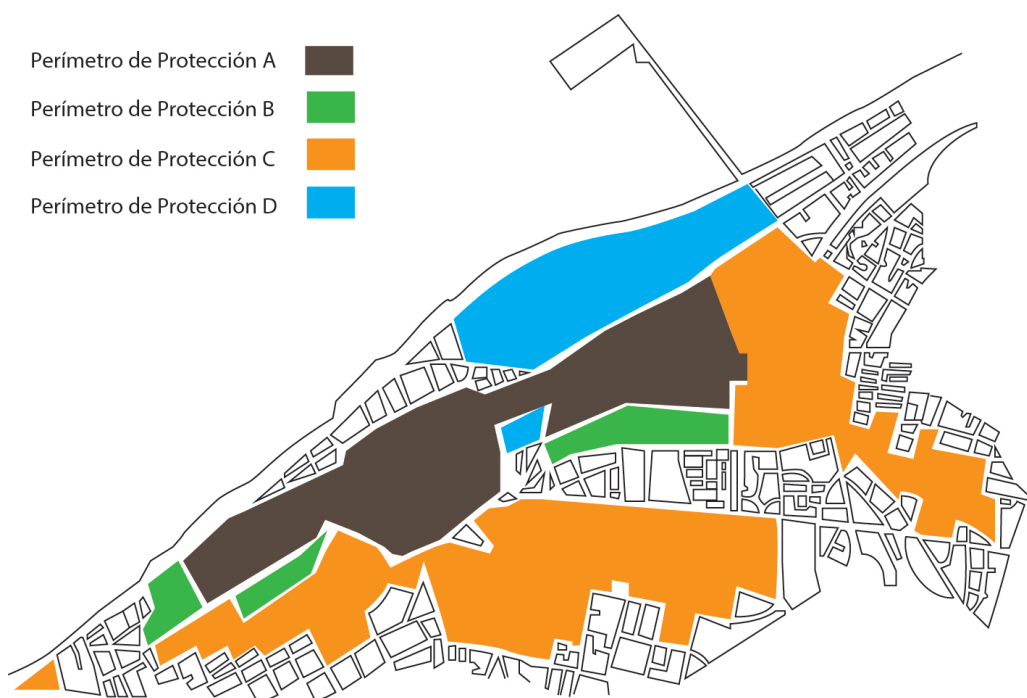 Perímetro de Protección A
Perímetro de Protección B
Perímetro de Protección C
Perímetro de Protección D